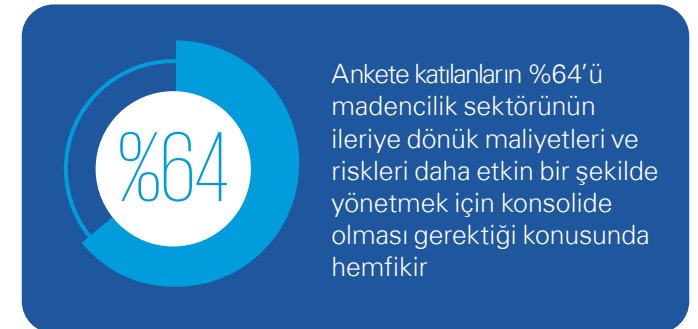 %64
Ankete katılanların %64'ü
madencilik sektörünün
ileriye dönük maliyetleri ve
riskleri daha etkin bir şekilde
yönetmek için konsolide
olması gerektiği konusunda
hemfikir